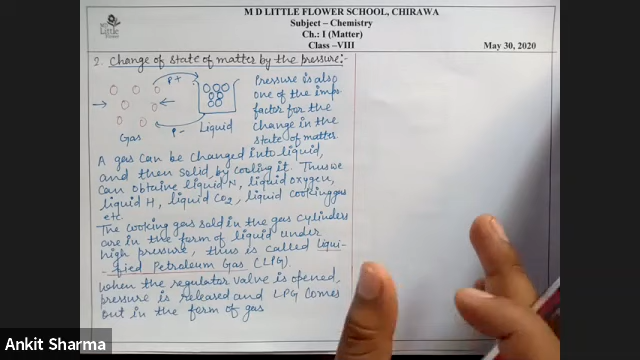 M D LITTLE FLOWER SCHOOL, CHIRAWA
Subject – Chemistry
Ch.: I (Matter)
Class –VIII
May 30, 2020
2. Change of state of matter by the pressure:-
P+
P-
Gas
Liquid
Pressure is also
one of the imp.
factor for the
change in the
state of matter.
A gas can be changed into liquid,
and then solid by cooling it. Thus we
can obtaine liquid N, liquid oxygen,
liquid H, liquid CO2, liquid cooking gas
etc.
The cooking gas sold in the gas cylinders
are in the form of liquid under
high pressure, thus is called Liqui-
-fied Petroleum Gas (LPG).
when the regulator valve is opened,
pressure is released and LPG comes
out in the form of gas
Ankit Sharma